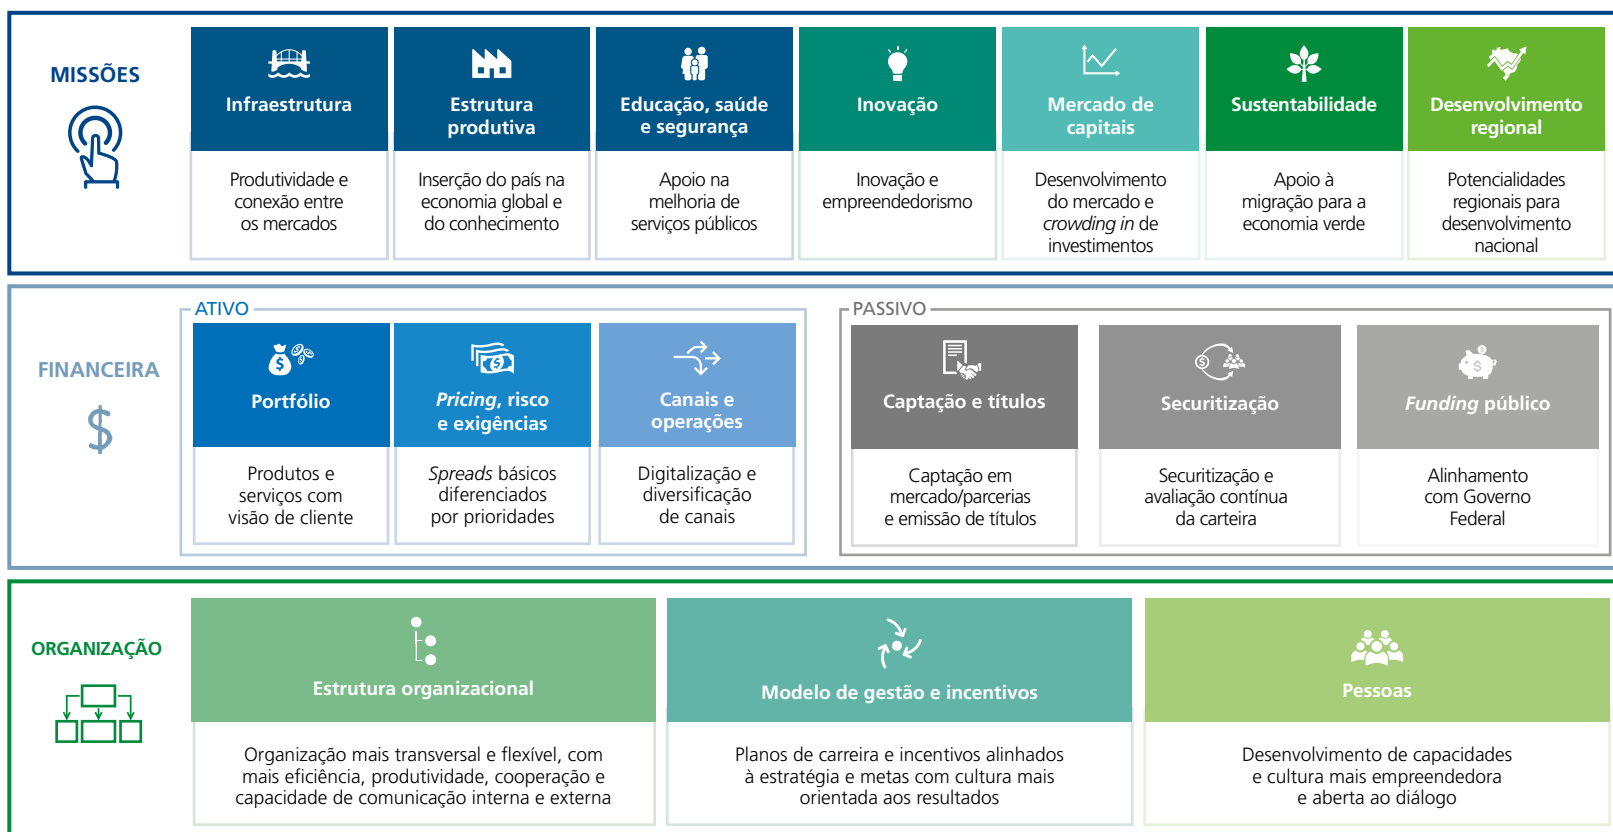 MISSÕES
Infraestrutura
Produtividade e
conexão entre
os mercados
Estrutura
produtiva
Inserção do país na
economia global e
do conhecimento
Educação, saúde
e segurança
Apoio na
melhoria de
serviços públicos
Inovação
Inovação e
empreendedorismo
Mercado de
capitais
Desenvolvimento
do mercado e
crowding in de
investimentos
Sustentabilidade
Apoio à
migração para a
economia verde
Desenvolvimento
regional
Potencialidades
regionais para
desenvolvimento
nacional
FINANCEIRA
$
ATIVO
Portfólio
Produtos e
serviços com
visão de cliente
Pricing, risco
e exigências
Spreads básicos
diferenciados
por prioridades
Canais e
operações
Digitalização e
diversificação
de canais
PASSIVO
Captação e títulos
Captação em
mercado/parcerias
e emissão de títulos
Securitização
Securitização e
avaliação contínua
da carteira
Funding público
Alinhamento
com Governo
Federal
ORGANIZAÇÃO
Estrutura organizacional
Organização mais transversal e flexível, com
mais eficiência, produtividade, cooperação e
capacidade de comunicação interna e externa
Modelo de gestão e incentivos
Planos de carreira e incentivos alinhados
à estratégia e metas com cultura mais
orientada aos resultados
Pessoas
Desenvolvimento de capacidades
e cultura mais empreendedora
e aberta ao diálogo